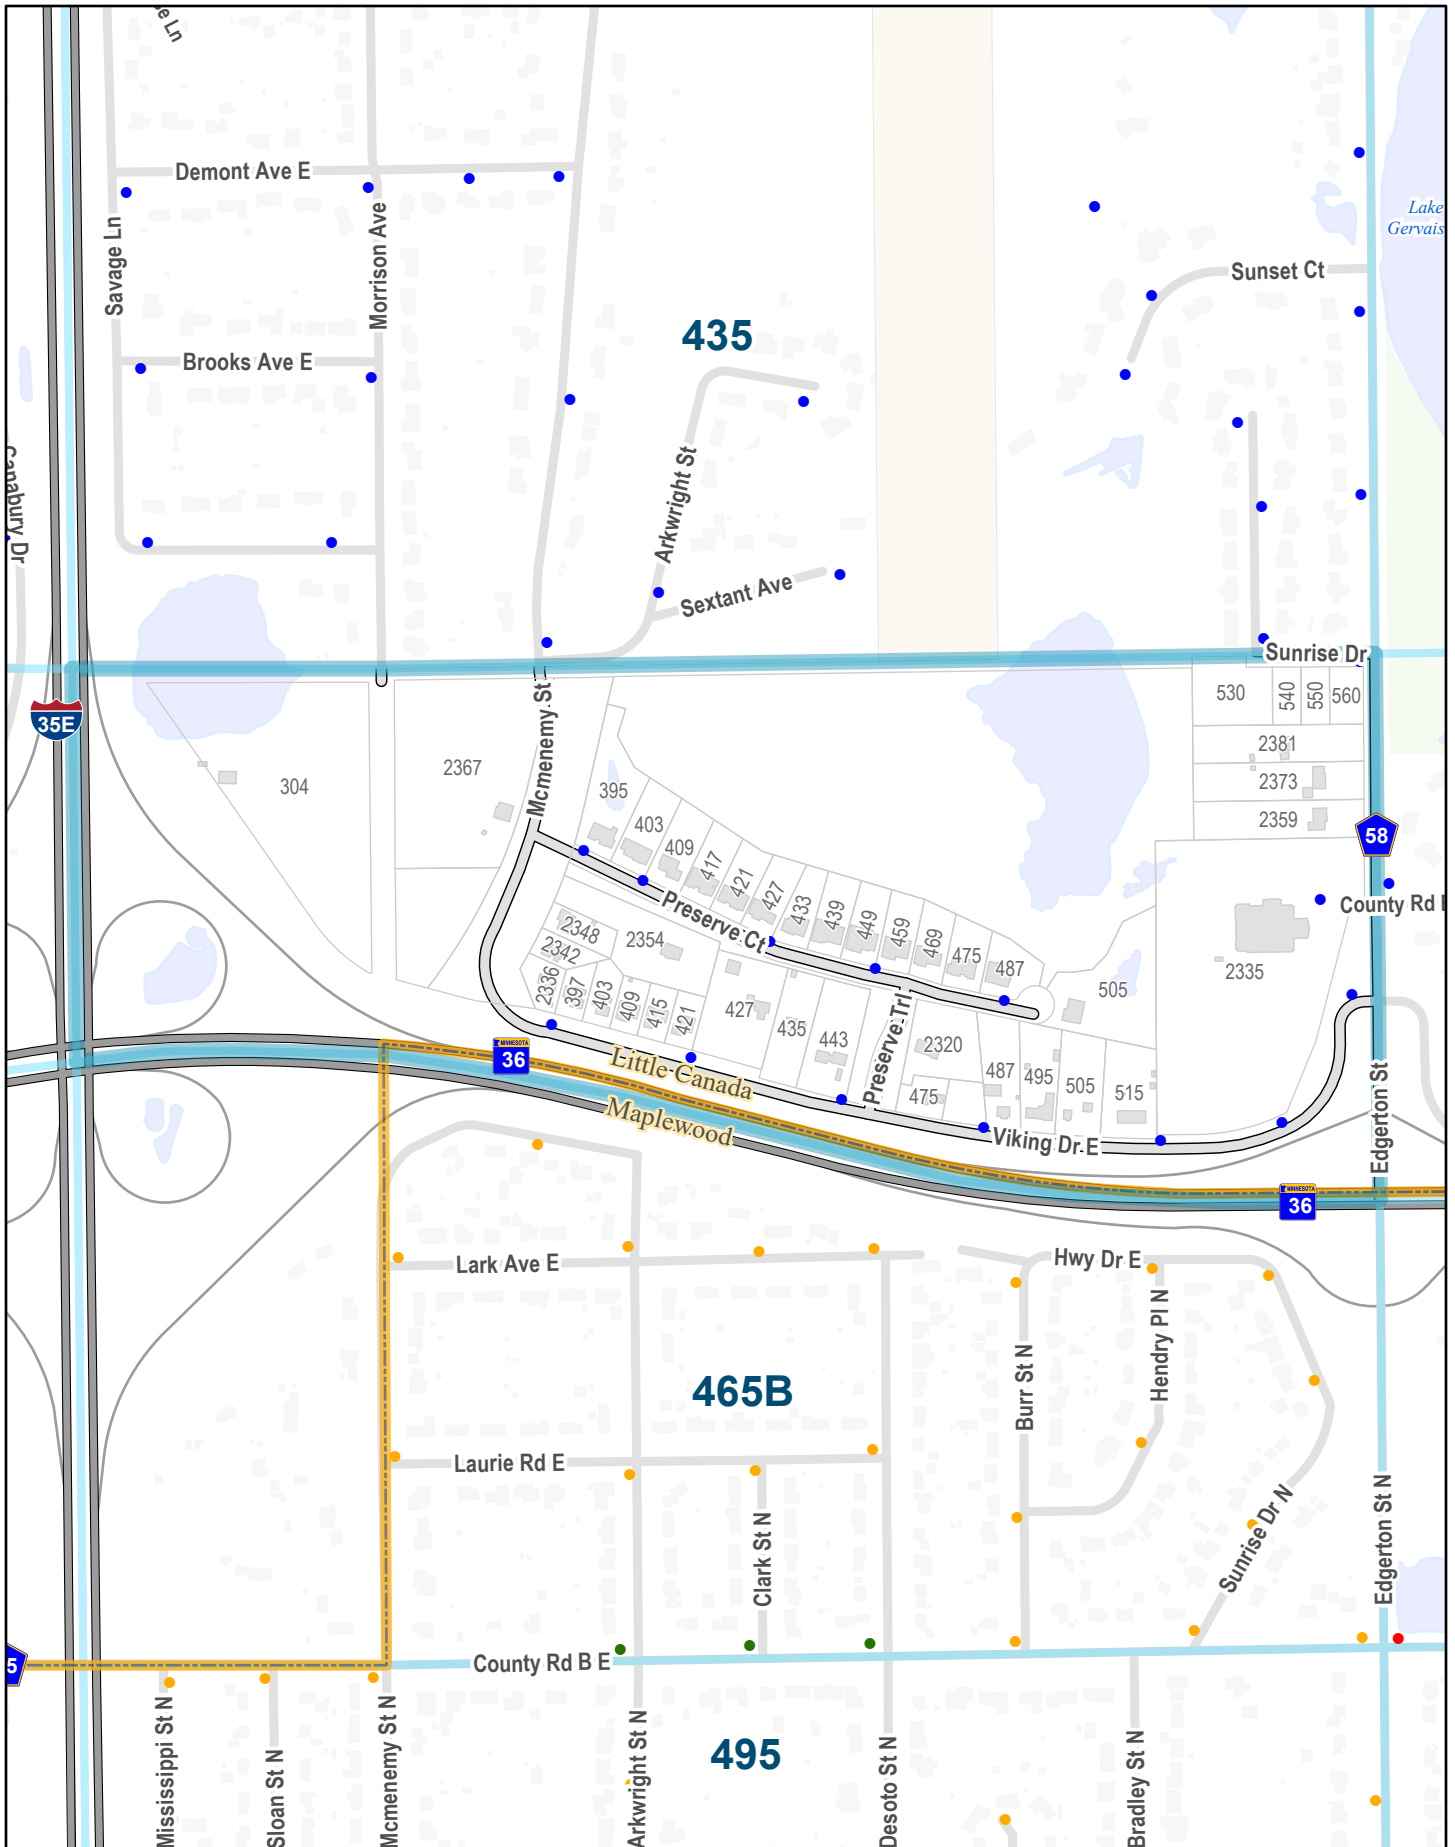 Demont Ave E
Savage Ln
Morrison Ave
Lake
Gervais
Sunset Ct
435
Brooks Ave E
Canabury Dr
Arkwright St
Sextant Ave
Sunrise Dr
35E
530
540
550
560
Mcmenemy St
2367
304
395
2381
2373
2359
58
403
409
417
421
427
433
439
449
459
469
475
487
505
Preserve Ct
County Rd B
2335
2348
2342
2336
2354
397
403
409
415
421
427
435
443
Preserve Trl
2320
475
487
495
505
515
MINNESOTA
36
Little Canada
Maplewood
Viking Dr E
Edgerton St
MINNESOTA
36
Lark Ave E
Hwy Dr E
Hendry Pl N
Burr St N
465B
Laurie Rd E
Clark St N
Sunrise Dr N
Edgerton St N
5
County Rd B E
Mississippi St N
Sloan St N
Mcmenemy St N
Arkwright St N
495
Desoto St N
Bradley St N